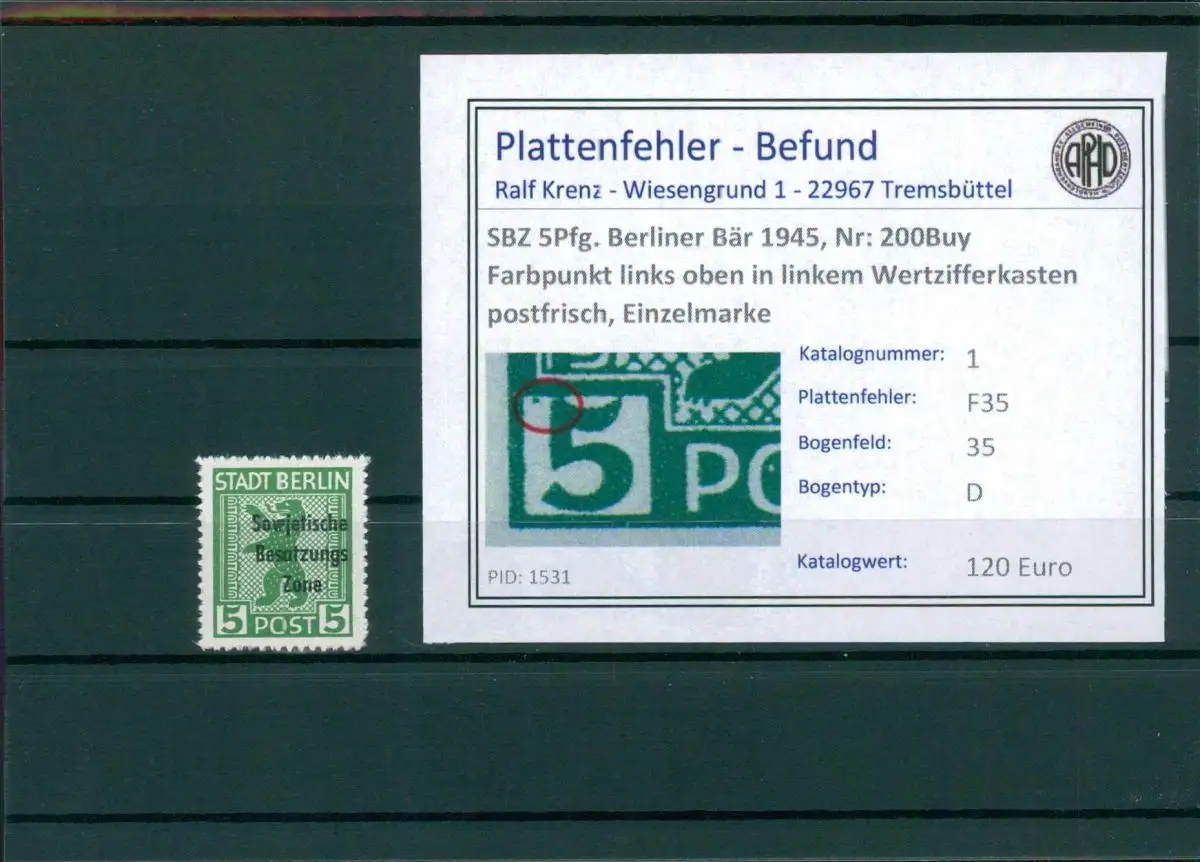 Plattenfehler - Befund
Ralf Krenz - Wiesengrund 1 - 22967 Tremsbüttel
APHD
SBZ 5Pfg. Berliner Bär 1945, Nr: 200Buy
Farbpunkt links oben in linkem Wertzifferkasten
postfrisch, Einzelmarke
Katalognummer: 1
Plattenfehler: F35
Bogenfeld: 35
Bogentyp: D
Katalogwert: 120 Euro
5
PID: 1531
STADT BERLIN
Sowjetische
Besatzungs
Zone
5 POST 5